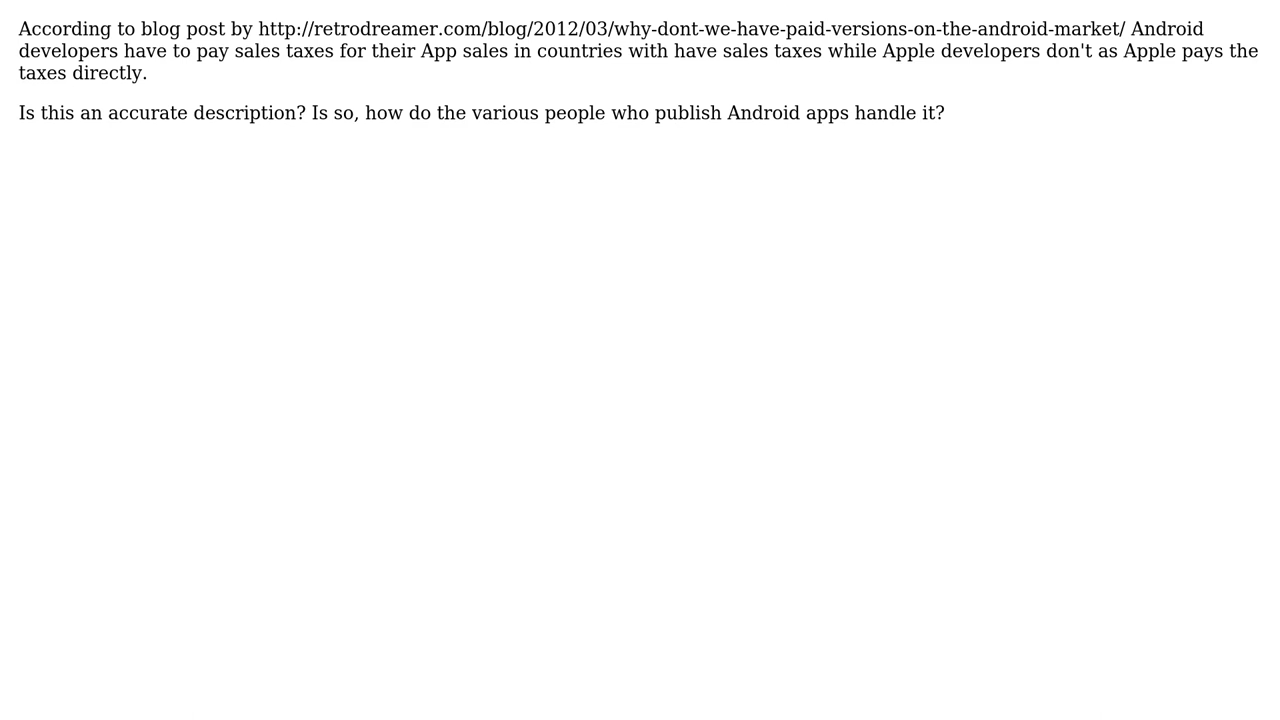 According to blog post by http://retrodreamer.com/blog/2012/03/why-dont-we-have-paid-versions-on-the-android-market/ Android
developers have to pay sales taxes for their App sales in countries with have sales taxes while Apple developers don't as Apple pays the
taxes directly.
Is this an accurate description? Is so, how do the various people who publish Android apps handle it?